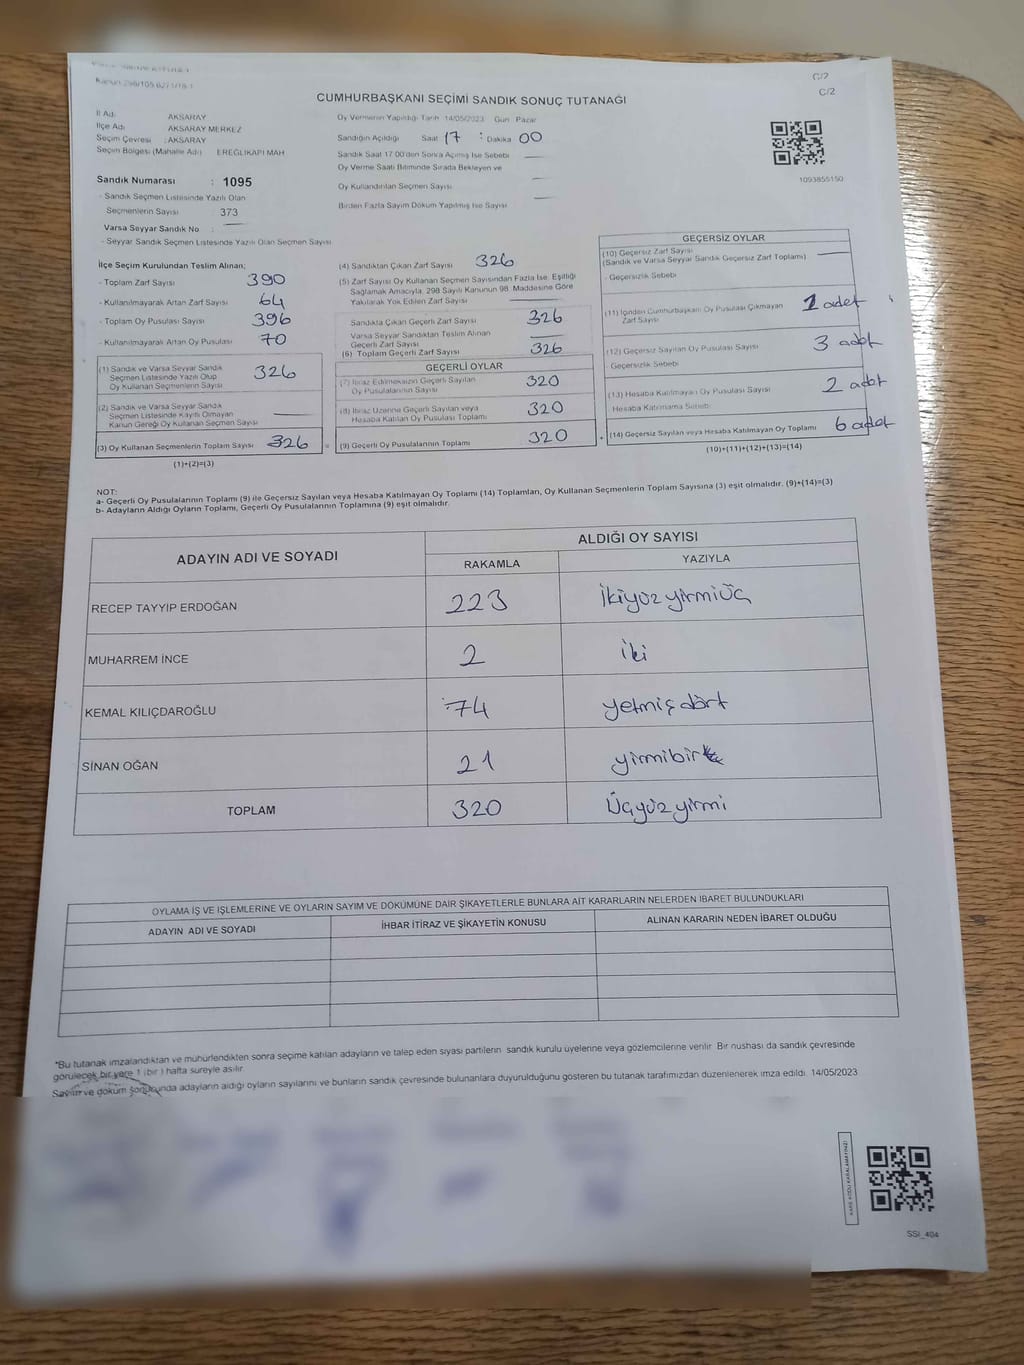 Kanun 298/105 6271/18-1
C/2
C/2
CUMHURBAŞKANI SEÇİMİ SANDIK SONUÇ TUTANAĞI
İl Adı AKSARAY
İlçe Adı AKSARAY MERKEZ
Seçim Çevresi : AKSARAY
Seçim Bölgesi (Mahalle Adı) EREĞLİKAPI MAH
Sandık Numarası : 1095
- Sandık Seçmen Listesinde Yazılı Olan
Seçmenlerin Sayısı : 373
Varsa Seyyar Sandık No :
- Seyyar Sandık Seçmen Listesinde Yazılı Olan Seçmen Sayısı
Oy Vermenin Yapıldığı Tarih 14/05/2023 Gün Pazar
Sandığın Açıldığı Saat 17 : Dakika 00
Sandık Saat 17 00'den Sonra Açılmış İse Sebebi
Oy Verme Saati Bitiminde Sırada Bekleyen ve
Oy Kullandırılan Seçmen Sayısı
Birden Fazla Sayım Döküm Yapılmış İse Sayısı
1093855150
İlçe Seçim Kurulundan Teslim Alınan;
- Toplam Zarf Sayısı 390
- Kullanılmayarak Artan Zarf Sayısı 64
- Toplam Oy Pusulası Sayısı 396
- Kullanılmayarak Artan Oy Pusulası 70
(1) Sandık ve Varsa Seyyar Sandık
Seçmen Listesinde Yazılı Olup
Oy Kullanan Seçmenlerin Sayısı 326
(2) Sandık ve Varsa Seyyar Sandık
Seçmen Listesinde Kayıtlı Olmayan
Kanun Gereği Oy Kullanan Seçmen Sayısı
(3) Oy Kullanan Seçmenlerin Toplam Sayısı 326
(1)+(2)=(3)
(4) Sandıktan Çıkan Zarf Sayısı 326
(5) Zarf Sayısı Oy Kullanan Seçmen Sayısından Fazla İse, Eşitliği
Sağlamak Amacıyla, 298 Sayılı Kanunun 98. Maddesine Göre
Yakılarak Yok Edilen Zarf Sayısı
Sandıkta Çıkan Geçerli Zarf Sayısı 326
Varsa Seyyar Sandıktan Teslim Alınan
Geçerli Zarf Sayısı
(6) Toplam Geçerli Zarf Sayısı 326
GEÇERLİ OYLAR
(7) İtiraz Edilmeksizin Geçerli Sayılan
Oy Pusulalarının Sayısı 320
(8) İtiraz Üzerine Geçerli Sayılan veya
Hesaba Katılan Oy Pusulası Toplamı 320
(9) Geçerli Oy Pusulalarının Toplamı 320
GEÇERSİZ OYLAR
(10) Geçersiz Zarf Sayısı
(Sandık ve Varsa Seyyar Sandık Geçersiz Zarf Toplamı)
-Geçersizlik Sebebi
(11) İçinden Cumhurbaşkanı Oy Pusulası Çıkmayan
Zarf Sayısı 1 adet
(12) Geçersiz Sayılan Oy Pusulası Sayısı 3 adet
Geçersizlik Sebebi
(13) Hesaba Katılmayan Oy Pusulası Sayısı 2 adet
Hesaba Katılmama Sebebi
(14) Geçersiz Sayılan veya Hesaba Katılmayan Oy Toplamı 6 adet
(10)+(11)+(12)+(13)=(14)
NOT:
a- Geçerli Oy Pusulalarının Toplamı (9) ile Geçersiz Sayılan veya Hesaba Katılmayan Oy Toplamı (14) Toplamları, Oy Kullanan Seçmenlerin Toplam Sayısına (3) eşit olmalıdır. (9)+(14)=(3)
b- Adayların Aldığı Oyların Toplamı, Geçerli Oy Pusulalarının Toplamına (9) eşit olmalıdır.
ADAYIN ADI VE SOYADI
ALDIĞI OY SAYISI
RAKAMLA YAZIYLA
RECEP TAYYIP ERDOĞAN 223 ikiyüzyirmiüç
MUHARREM İNCE 2 iki
KEMAL KILIÇDAROĞLU 74 yetmişdört
SİNAN OĞAN 21 yirmibir
TOPLAM 320 Üçyüzyirmi
OYLAMA İŞ VE İŞLEMLERİNE VE OYLARIN SAYIM VE DÖKÜMÜNE DAİR ŞİKAYETLERLE BUNLARA AİT KARARLARIN NELERDEN İBARET BULUNDUKLARI
ADAYIN ADI VE SOYADI İHBAR İTİRAZ VE ŞİKAYETİN KONUSU ALINAN KARARIN NEDEN İBARET OLDUĞU
*Bu tutanak imzalandıktan ve mühürlendikten sonra seçime katılan adayların ve talep eden siyasi partilerin sandık kurulu üyelerine veya gözlemcilerine verilir. Bir nüshası da sandık çevresinde
görülecek bir yere 1 (bir ) hafta süreyle asılır.
Sayım ve döküm sonucunda adayların aldığı oyların sayılarını ve bunların sandık çevresinde bulunanlara duyurulduğunu gösteren bu tutanak tarafımızdan düzenlenerek imza edildi. 14/05/2023
SSI_404